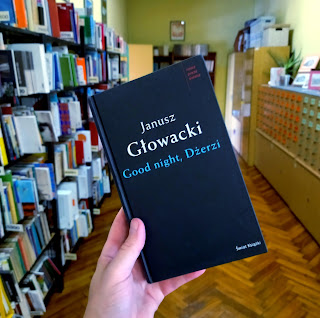 Janusz
Głowacki
Good night, Dżerzi
Świat Książki